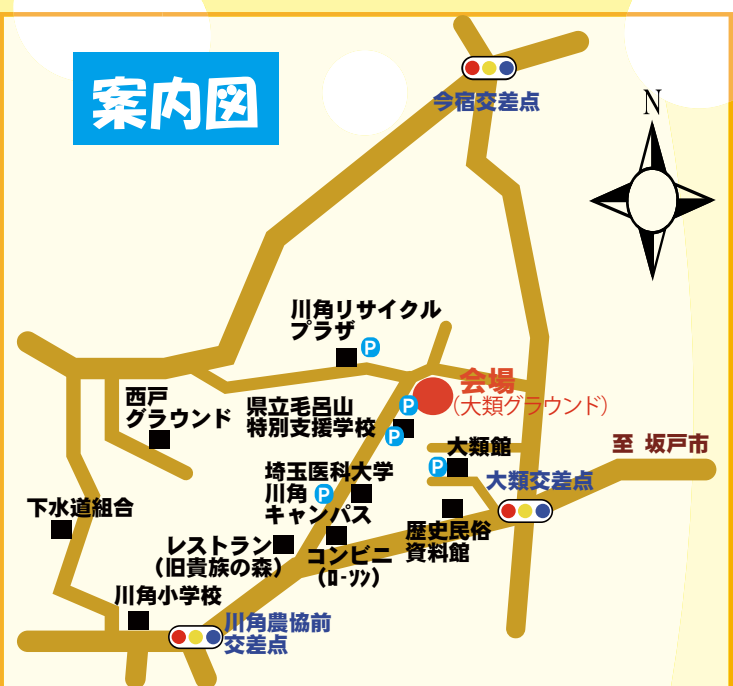 案内図
今宿交差点
N
川角リサイクル
プラザ
P
会場
(大類グラウンド)
西戸
グラウンド
県立毛呂山
特別支援学校
P
P
大類館
P
至 坂戸市
埼玉医科大学
川角 P
キャンパス
大類交差点
下水道組合
歴史民俗
資料館
レストラン
(旧貴族の森)
コンビニ
(ローソン)
川角小学校
川角農協前
交差点